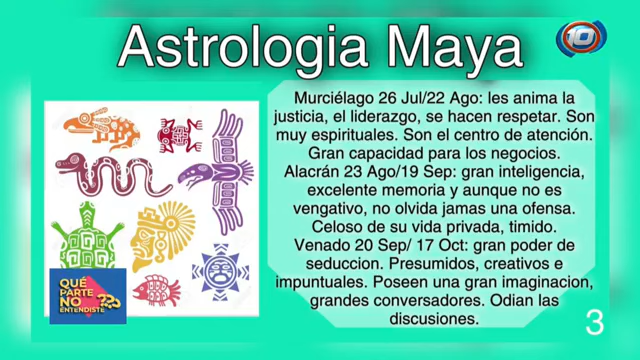 Astrologia Maya
10
Murciélago 26 Jul/22 Ago: les anima la
justicia, el liderazgo, se hacen respetar. Son
muy espirituales. Son el centro de atención.
Gran capacidad para los negocios.
Alacrán 23 Ago/19 Sep: gran inteligencia,
excelente memoria y aunque no es
vengativo, no olvida jamas una ofensa.
Celoso de su vida privada, timido.
Venado 20 Sep/ 17 Oct: gran poder de
seduccion. Presumidos, creativos e
impuntuales. Poseen una gran imaginacion,
grandes conversadores. Odian las
discusiones.
QUÉ
PARTE
NO
ENTENDISTE
3